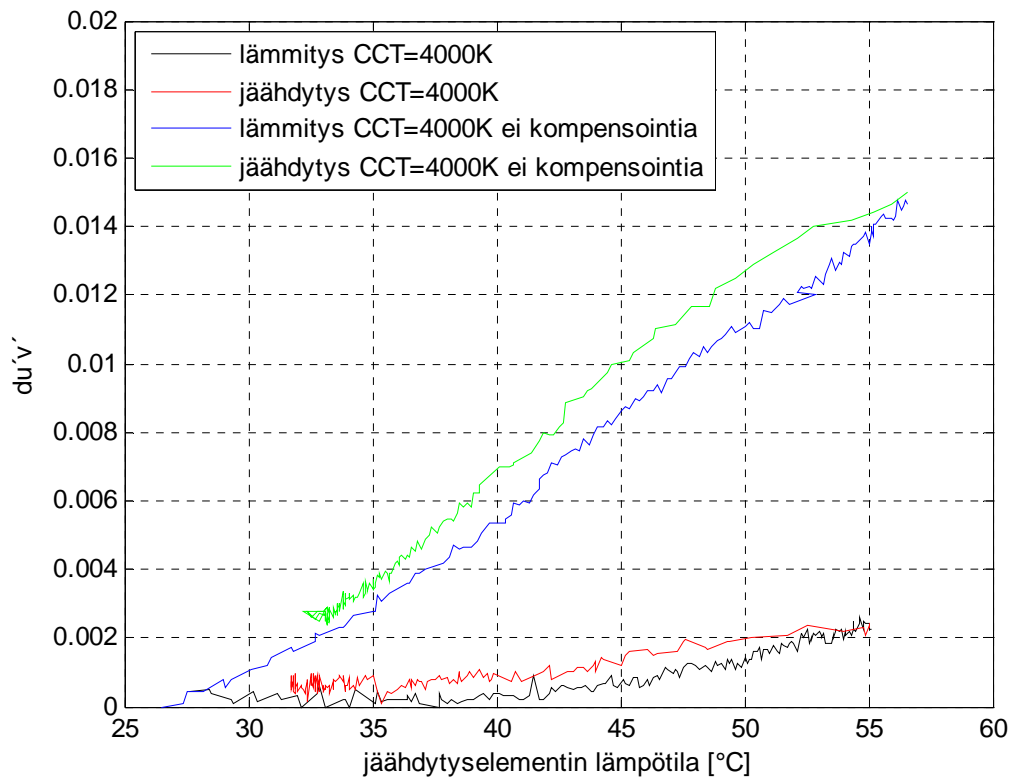 0.02
0.018
0.016
0.014
0.012
0.01
0.008
0.006
0.004
0.002
0
du´v´
lämmitys CCT=4000K
jäähdytys CCT=4000K
lämmitys CCT=4000K ei kompensointia
jäähdytys CCT=4000K ei kompensointia
25 30 35 40 45 50 55 60
jäähdytyselementin lämpötila [°C]